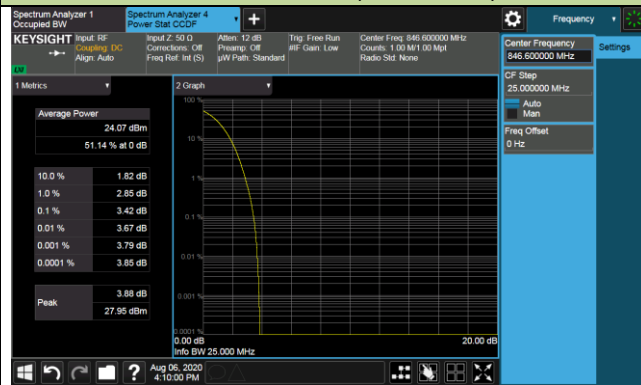 Spectrum Analyzer 1
Occupied BW
Spectrum Analyzer 4
Power Stat CCDF
Frequency
KEYSIGHT
Input: RF
Coupling: DC
Align: Auto
Input Z: 50 Ω
Corrections: Off
Freq Ref: Int (S)
Atten: 12 dB
Preamp: Off
µW Path: Standard
Trig: Free Run
#IF Gain: Low
Center Freq: 846.600000 MHz
Counts: 1.00 M/1.00 Mpt
Radio Std: None
Center Frequency
846.600000 MHz
Settings
CF Step
25.000000 MHz
Auto
Man
Freq Offset
0 Hz
1 Metrics
Average Power
24.07 dBm
51.14 % at 0 dB
10.0 % 1.82 dB
1.0 % 2.85 dB
0.1 % 3.42 dB
0.01 % 3.67 dB
0.001 % 3.79 dB
0.0001 % 3.85 dB
Peak
3.88 dB
27.95 dBm
2 Graph
100 %
10 %
1 %
0.1 %
0.01 %
0.001 %
0.0001 %
0.00 dB
20.00 dB
Info BW 25.000 MHz
Aug 06, 2020
4:10:00 PM